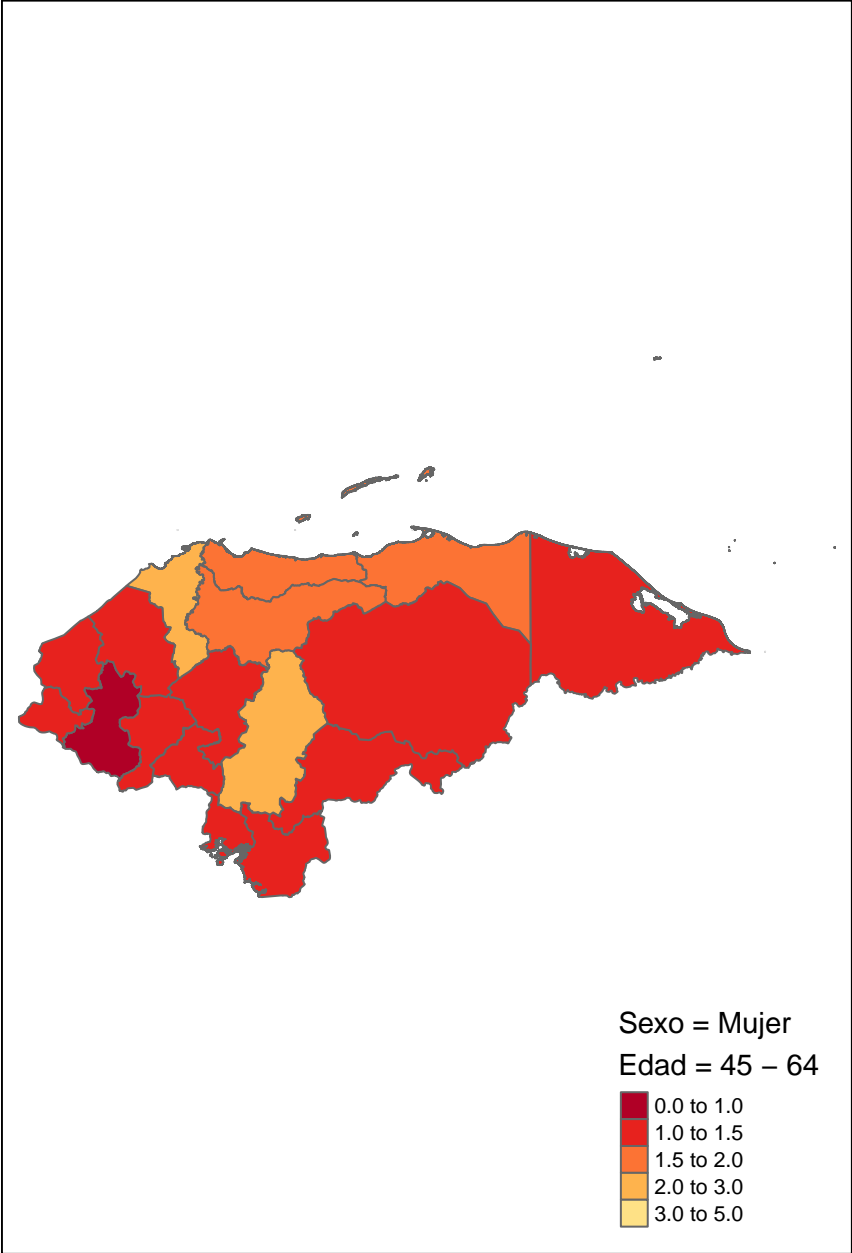 Sexo = Mujer
Edad = 45 – 64
0.0 to 1.0
1.0 to 1.5
1.5 to 2.0
2.0 to 3.0
3.0 to 5.0